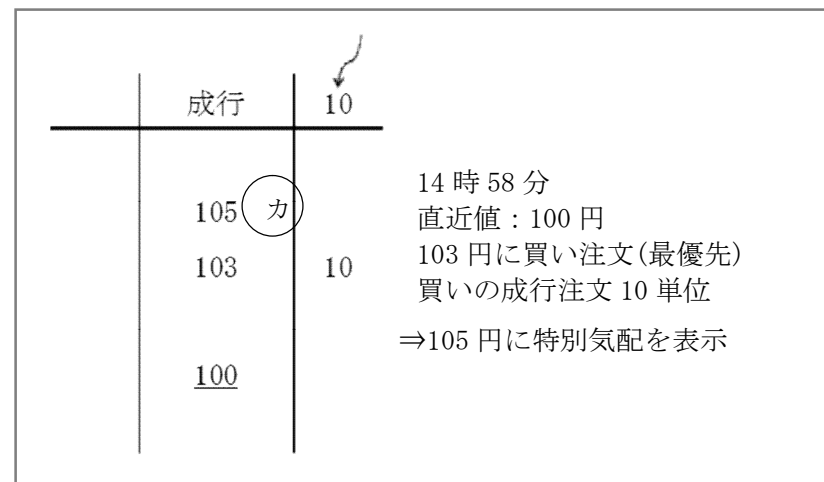 成行 10
105 カ
103 10
100
14 時 58 分
直近値：100 円
103 円に買い注文(最優先)
買いの成行注文 10 単位
⇒105 円に特別気配を表示